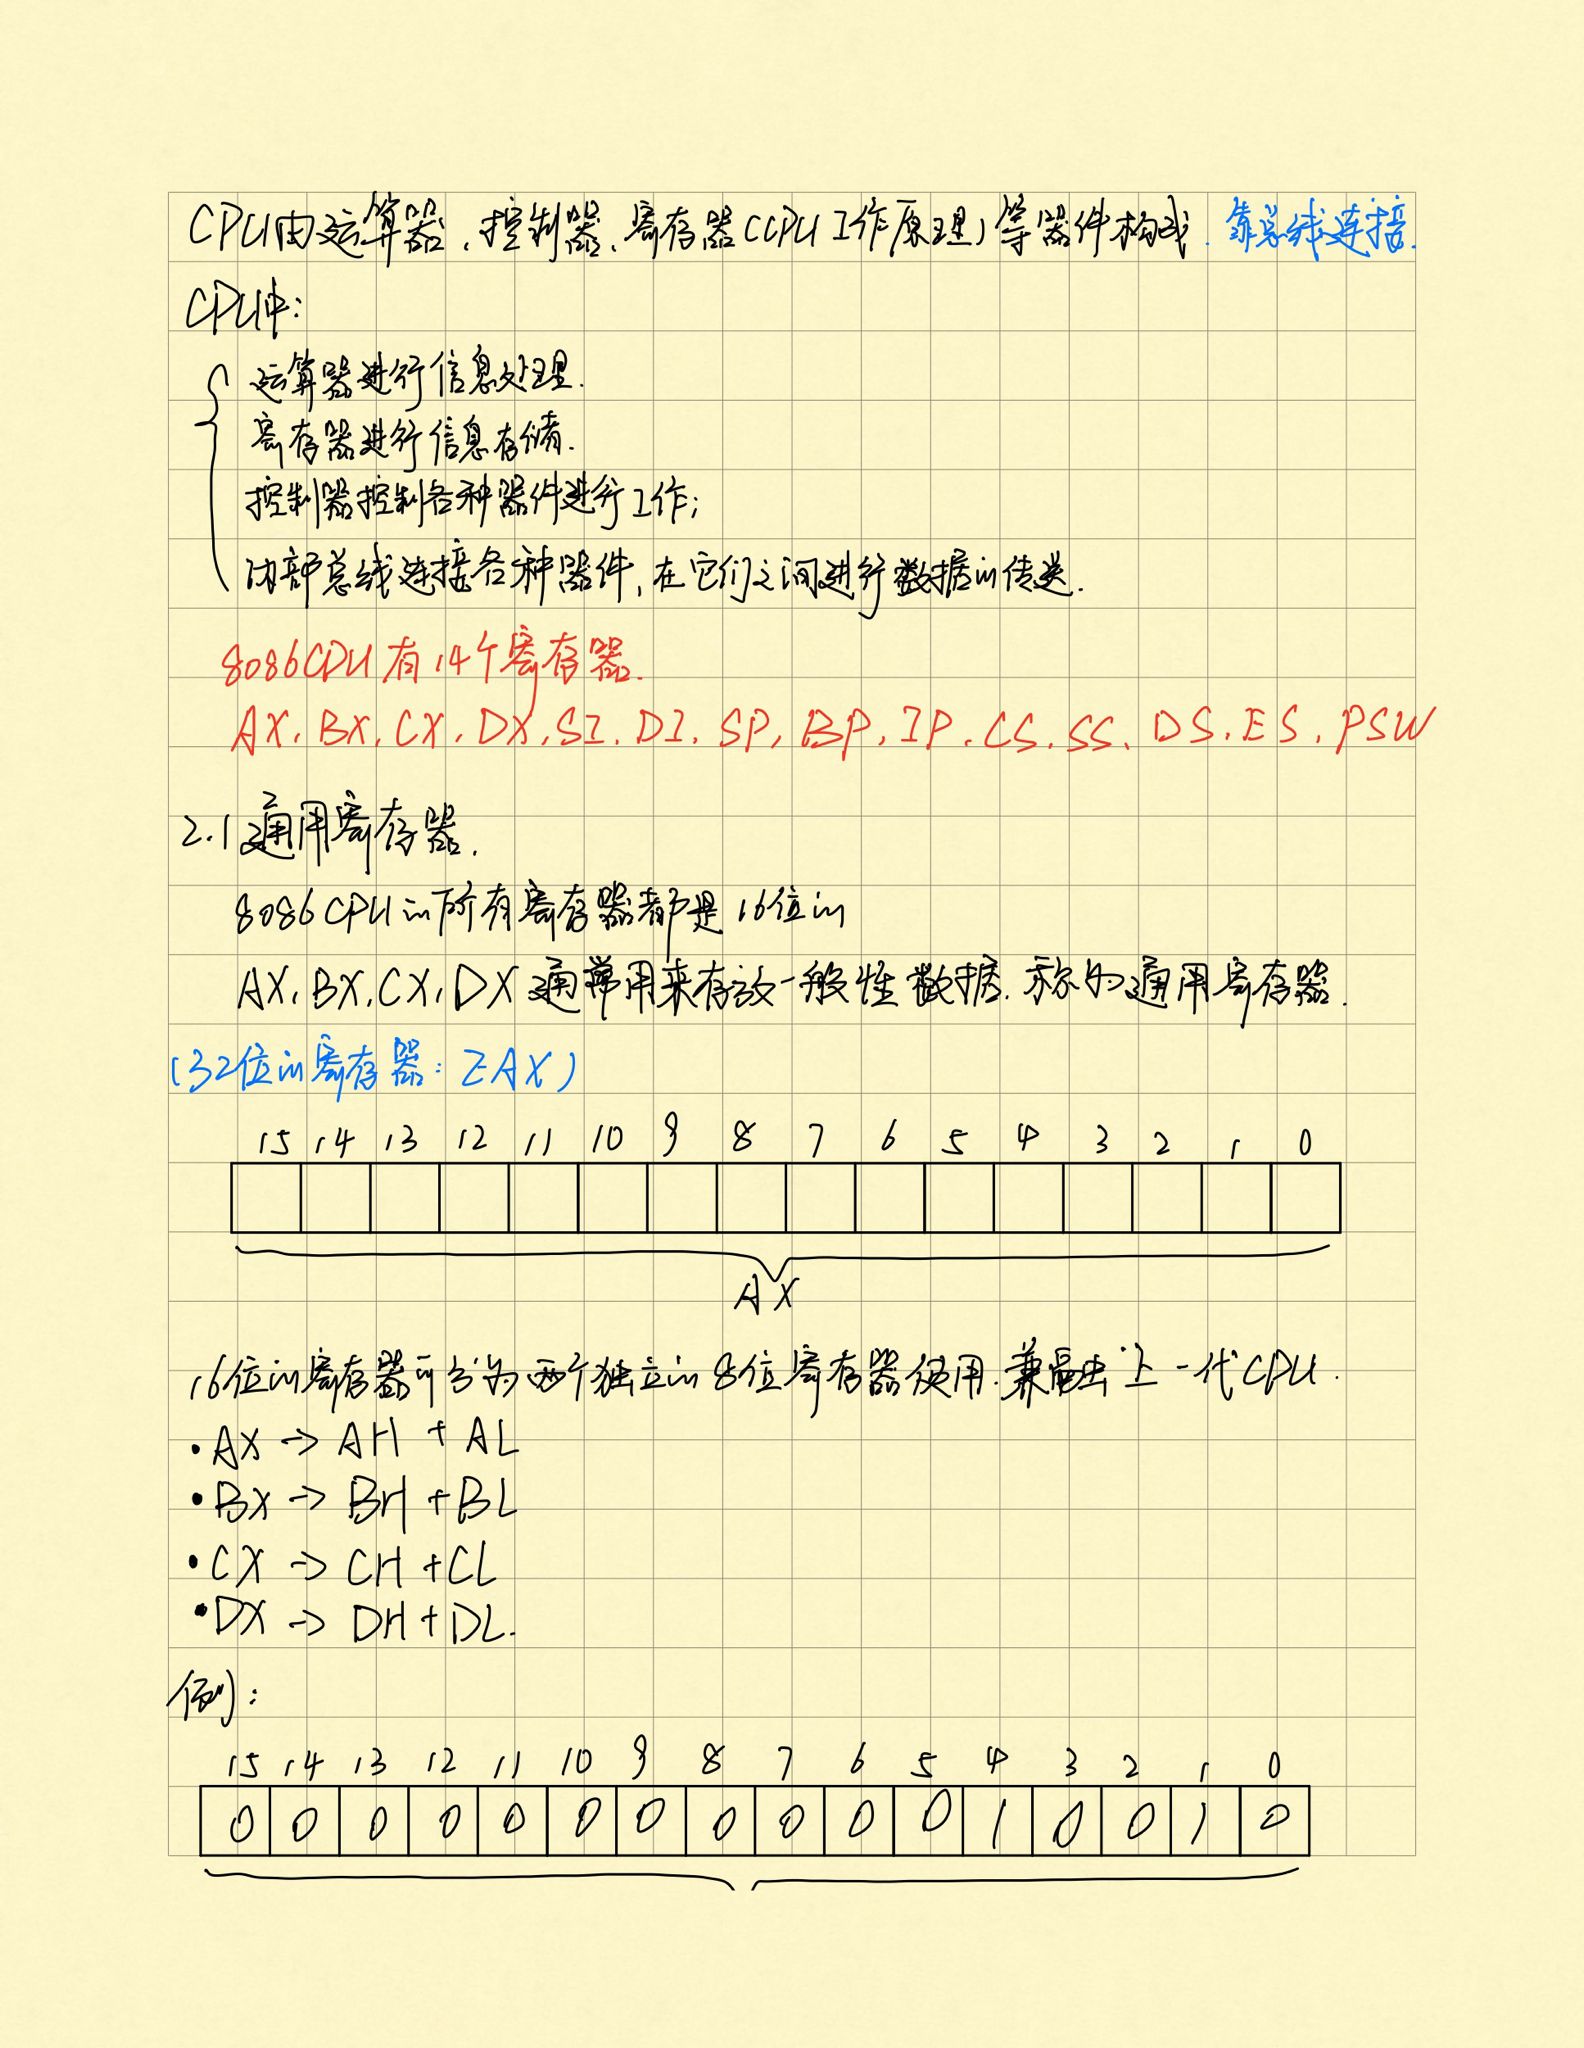 CPU由运算器、控制器、寄存器(CPU工作原理)等器件构成. 靠总线连接.
CPU中:
运算器进行信息处理.
寄存器进行信息存储.
控制器控制各种器件进行工作;
内部总线连接各种器件,在它们之间进行数据的传送.
8086CPU有14个寄存器.
AX、BX、CX、DX、SI、DI、SP、BP、IP、CS、SS、DS、ES、PSW
2.1 通用寄存器.
8086CPU的所有寄存器都是16位的
AX、BX、CX、DX通常用来存放一般性数据.称为通用寄存器.
(32位的寄存器: EAX)
15 14 13 12 11 10 9 8 7 6 5 4 3 2 1 0
AX
16位的寄存器可分为两个独立的8位寄存器使用.兼 上一代CPU.
•AX → AH + AL
•BX → BH + BL
•CX → CH + CL
•DX → DH + DL.
例:
15 14 13 12 11 10 9 8 7 6 5 4 3 2 1 0
0 0 0 0 0 0 0 0 0 0 0 1 0 0 1 0